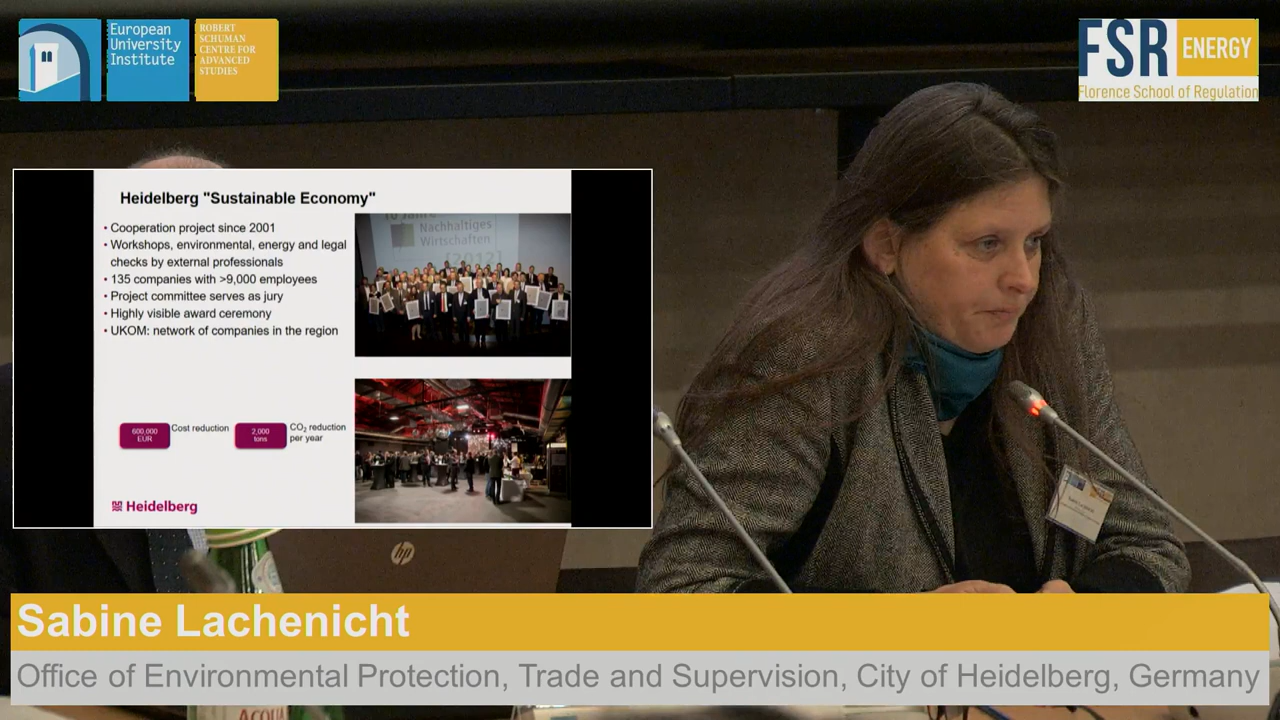 European
University
Institute
ROBERT
SCHUMAN
CENTRE FOR
ADVANCED
STUDIES
FSR ENERGY
Florence School of Regulation
Heidelberg "Sustainable Economy"
• Cooperation project since 2001
• Workshops, environmental, energy and legal
checks by external professionals
• 135 companies with >9,000 employees
• Project committee serves as jury
• Highly visible award ceremony
• UKOM: network of companies in the region
10 Jahre
Nachhaltiges
Wirtschaften
[2012]
600,000
EUR
Cost reduction
2,000
tons
CO₂ reduction
per year
Heidelberg
hp
Sabine Lachenicht
Office of Environmental Protection, Trade and Supervision, City of Heidelberg, Germany
ACQUA